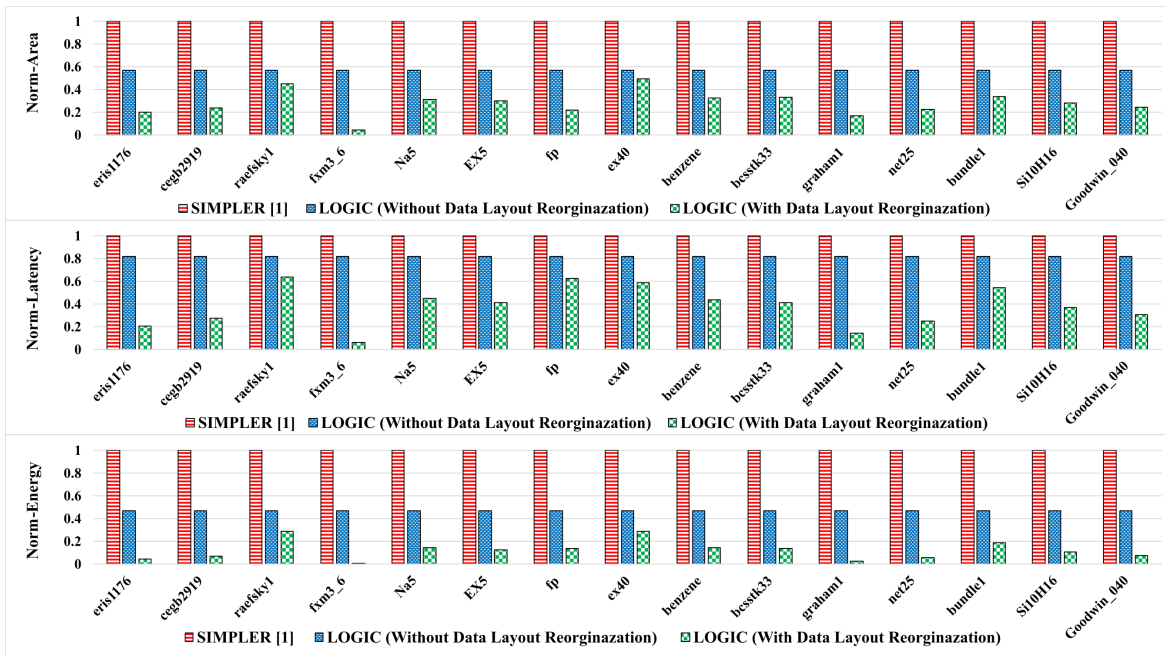 Norm-Area
1
0.8
0.6
0.4
0.2
0
eris1176 cegb2919 raefsky1 fxm3_6 Na5 EX5 fp ex40 benzene bcsstk33 graham1 net25 bundle1 Si10H16 Goodwin_040
SIMPLER [1] LOGIC (Without Data Layout Reorginazation) LOGIC (With Data Layout Reorginazation)
Norm-Latency
1
0.8
0.6
0.4
0.2
0
eris1176 cegb2919 raefsky1 fxm3_6 Na5 EX5 fp ex40 benzene bcsstk33 graham1 net25 bundle1 Si10H16 Goodwin_040
SIMPLER [1] LOGIC (Without Data Layout Reorginazation) LOGIC (With Data Layout Reorginazation)
Norm-Energy
1
0.8
0.6
0.4
0.2
0
eris1176 cegb2919 raefsky1 fxm3_6 Na5 EX5 fp ex40 benzene bcsstk33 graham1 net25 bundle1 Si10H16 Goodwin_040
SIMPLER [1] LOGIC (Without Data Layout Reorginazation) LOGIC (With Data Layout Reorginazation)